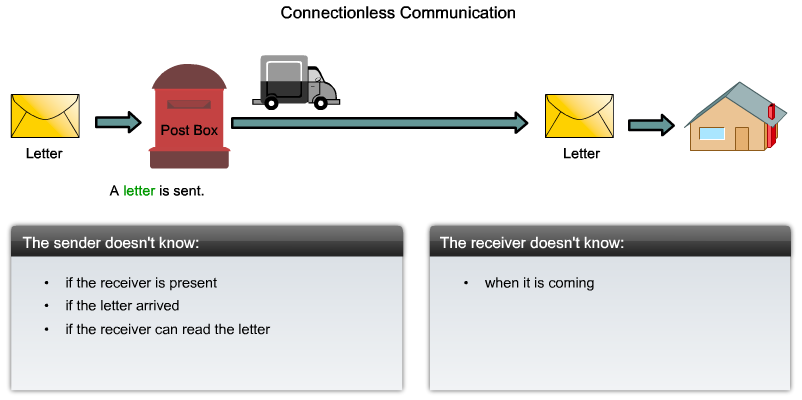 Connectionless Communication
Post Box
Letter
Letter
A letter is sent.
The sender doesn't know:
• if the receiver is present
• if the letter arrived
• if the receiver can read the letter
The receiver doesn't know:
• when it is coming